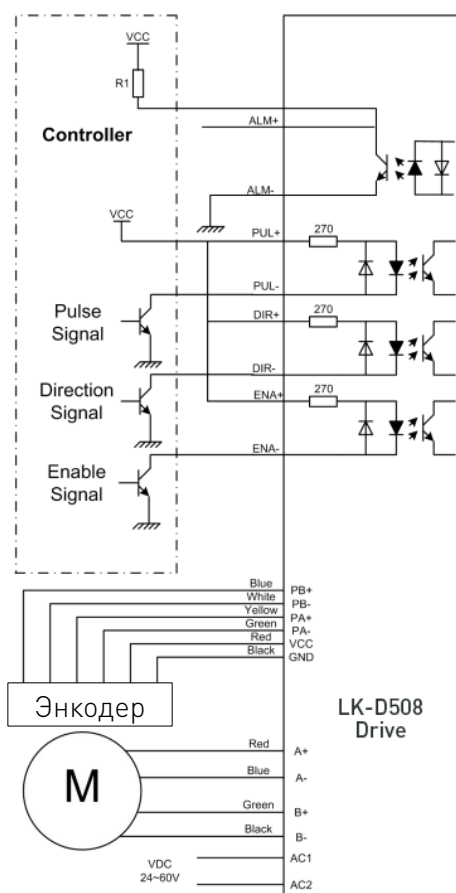 VCC
R1
Controller
ALM+
ALM-
VCC
PUL+
270
PUL-
Pulse
Signal
DIR+
270
DIR-
Direction
Signal
ENA+
270
ENA-
Enable
Signal
Blue PB+
White PB-
Yellow PA+
Green PA-
Red VCC
Black GND
Энкодер
LK-D508
Drive
M
Red A+
Blue A-
Green B+
Black B-
VDC
24~60V
AC1
AC2